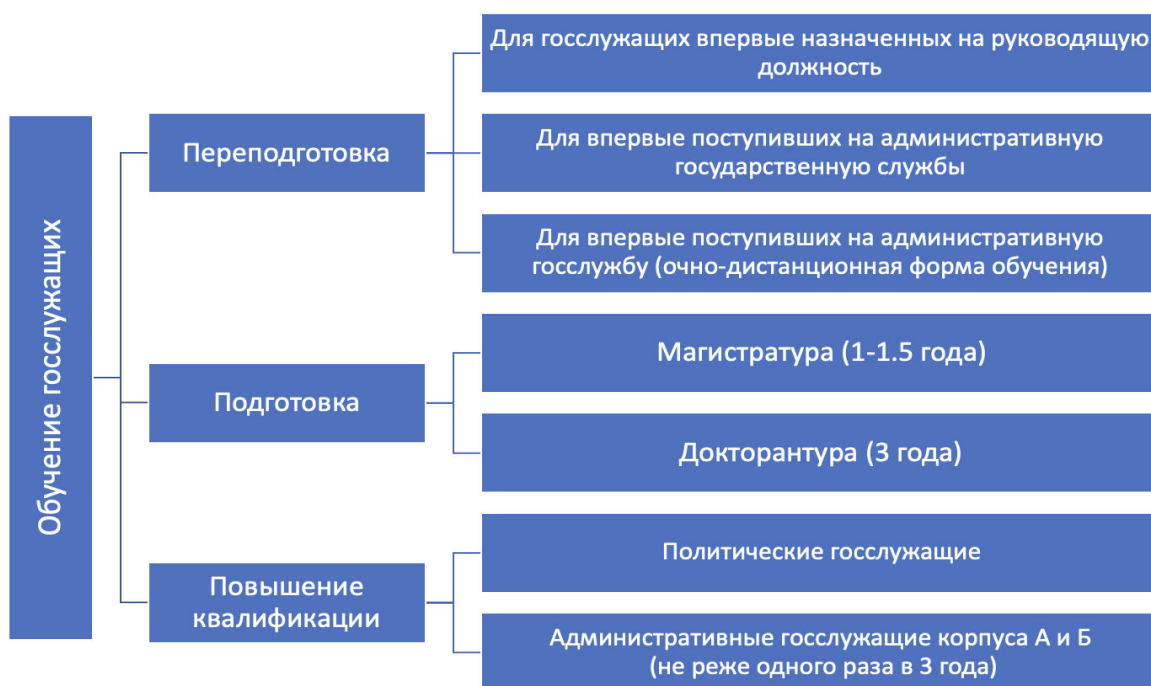 Обучение госслужащих
Переподготовка
Для госслужащих впервые назначенных на руководящую
должность
Для впервые поступивших на административную
государственную службы
Для впервые поступивших на административную
госслужбу (очно-дистанционная форма обучения)
Подготовка
Магистратура (1-1.5 года)
Докторантура (3 года)
Повышение
квалификации
Политические госслужащие
Административные госслужащие корпуса А и Б
(не реже одного раза в 3 года)